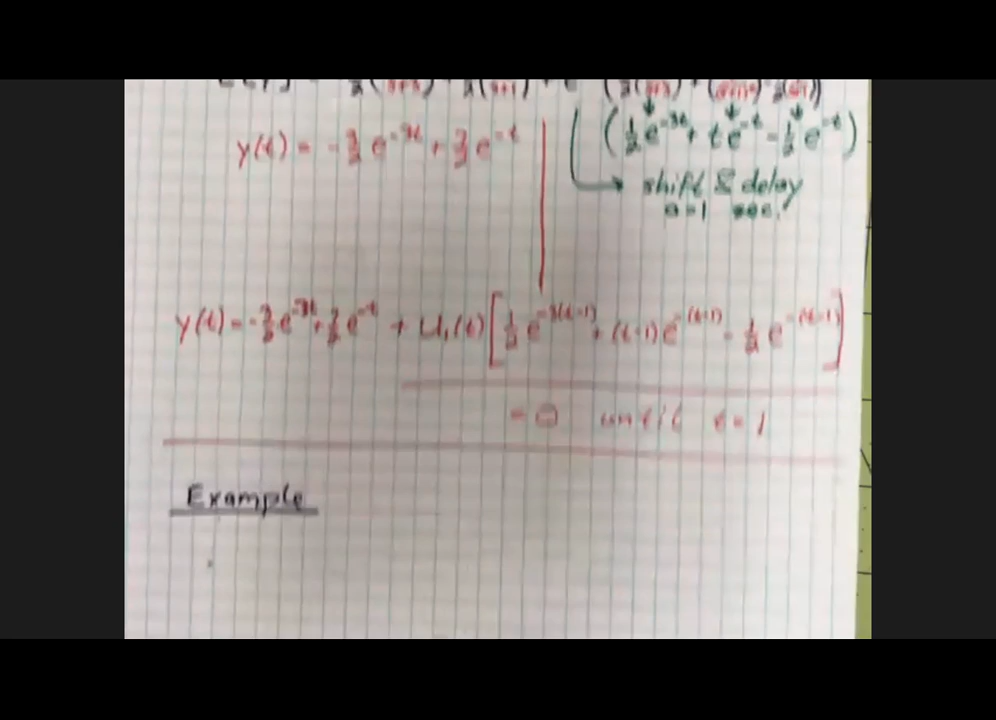 y(t) = -3/2 e^-3t + 3/2 e^-t
(1/2 e^-3t + t e^-t - 1/2 e^-t)
shift & delay
a=1
y(t) = -3/2 e^-3t + 3/2 e^-t + U₁(t) [1/2 e^-3(t-1) + (t-1) e^-(t-1) - 1/2 e^-(t-1)]
= 0 until t=1
Example